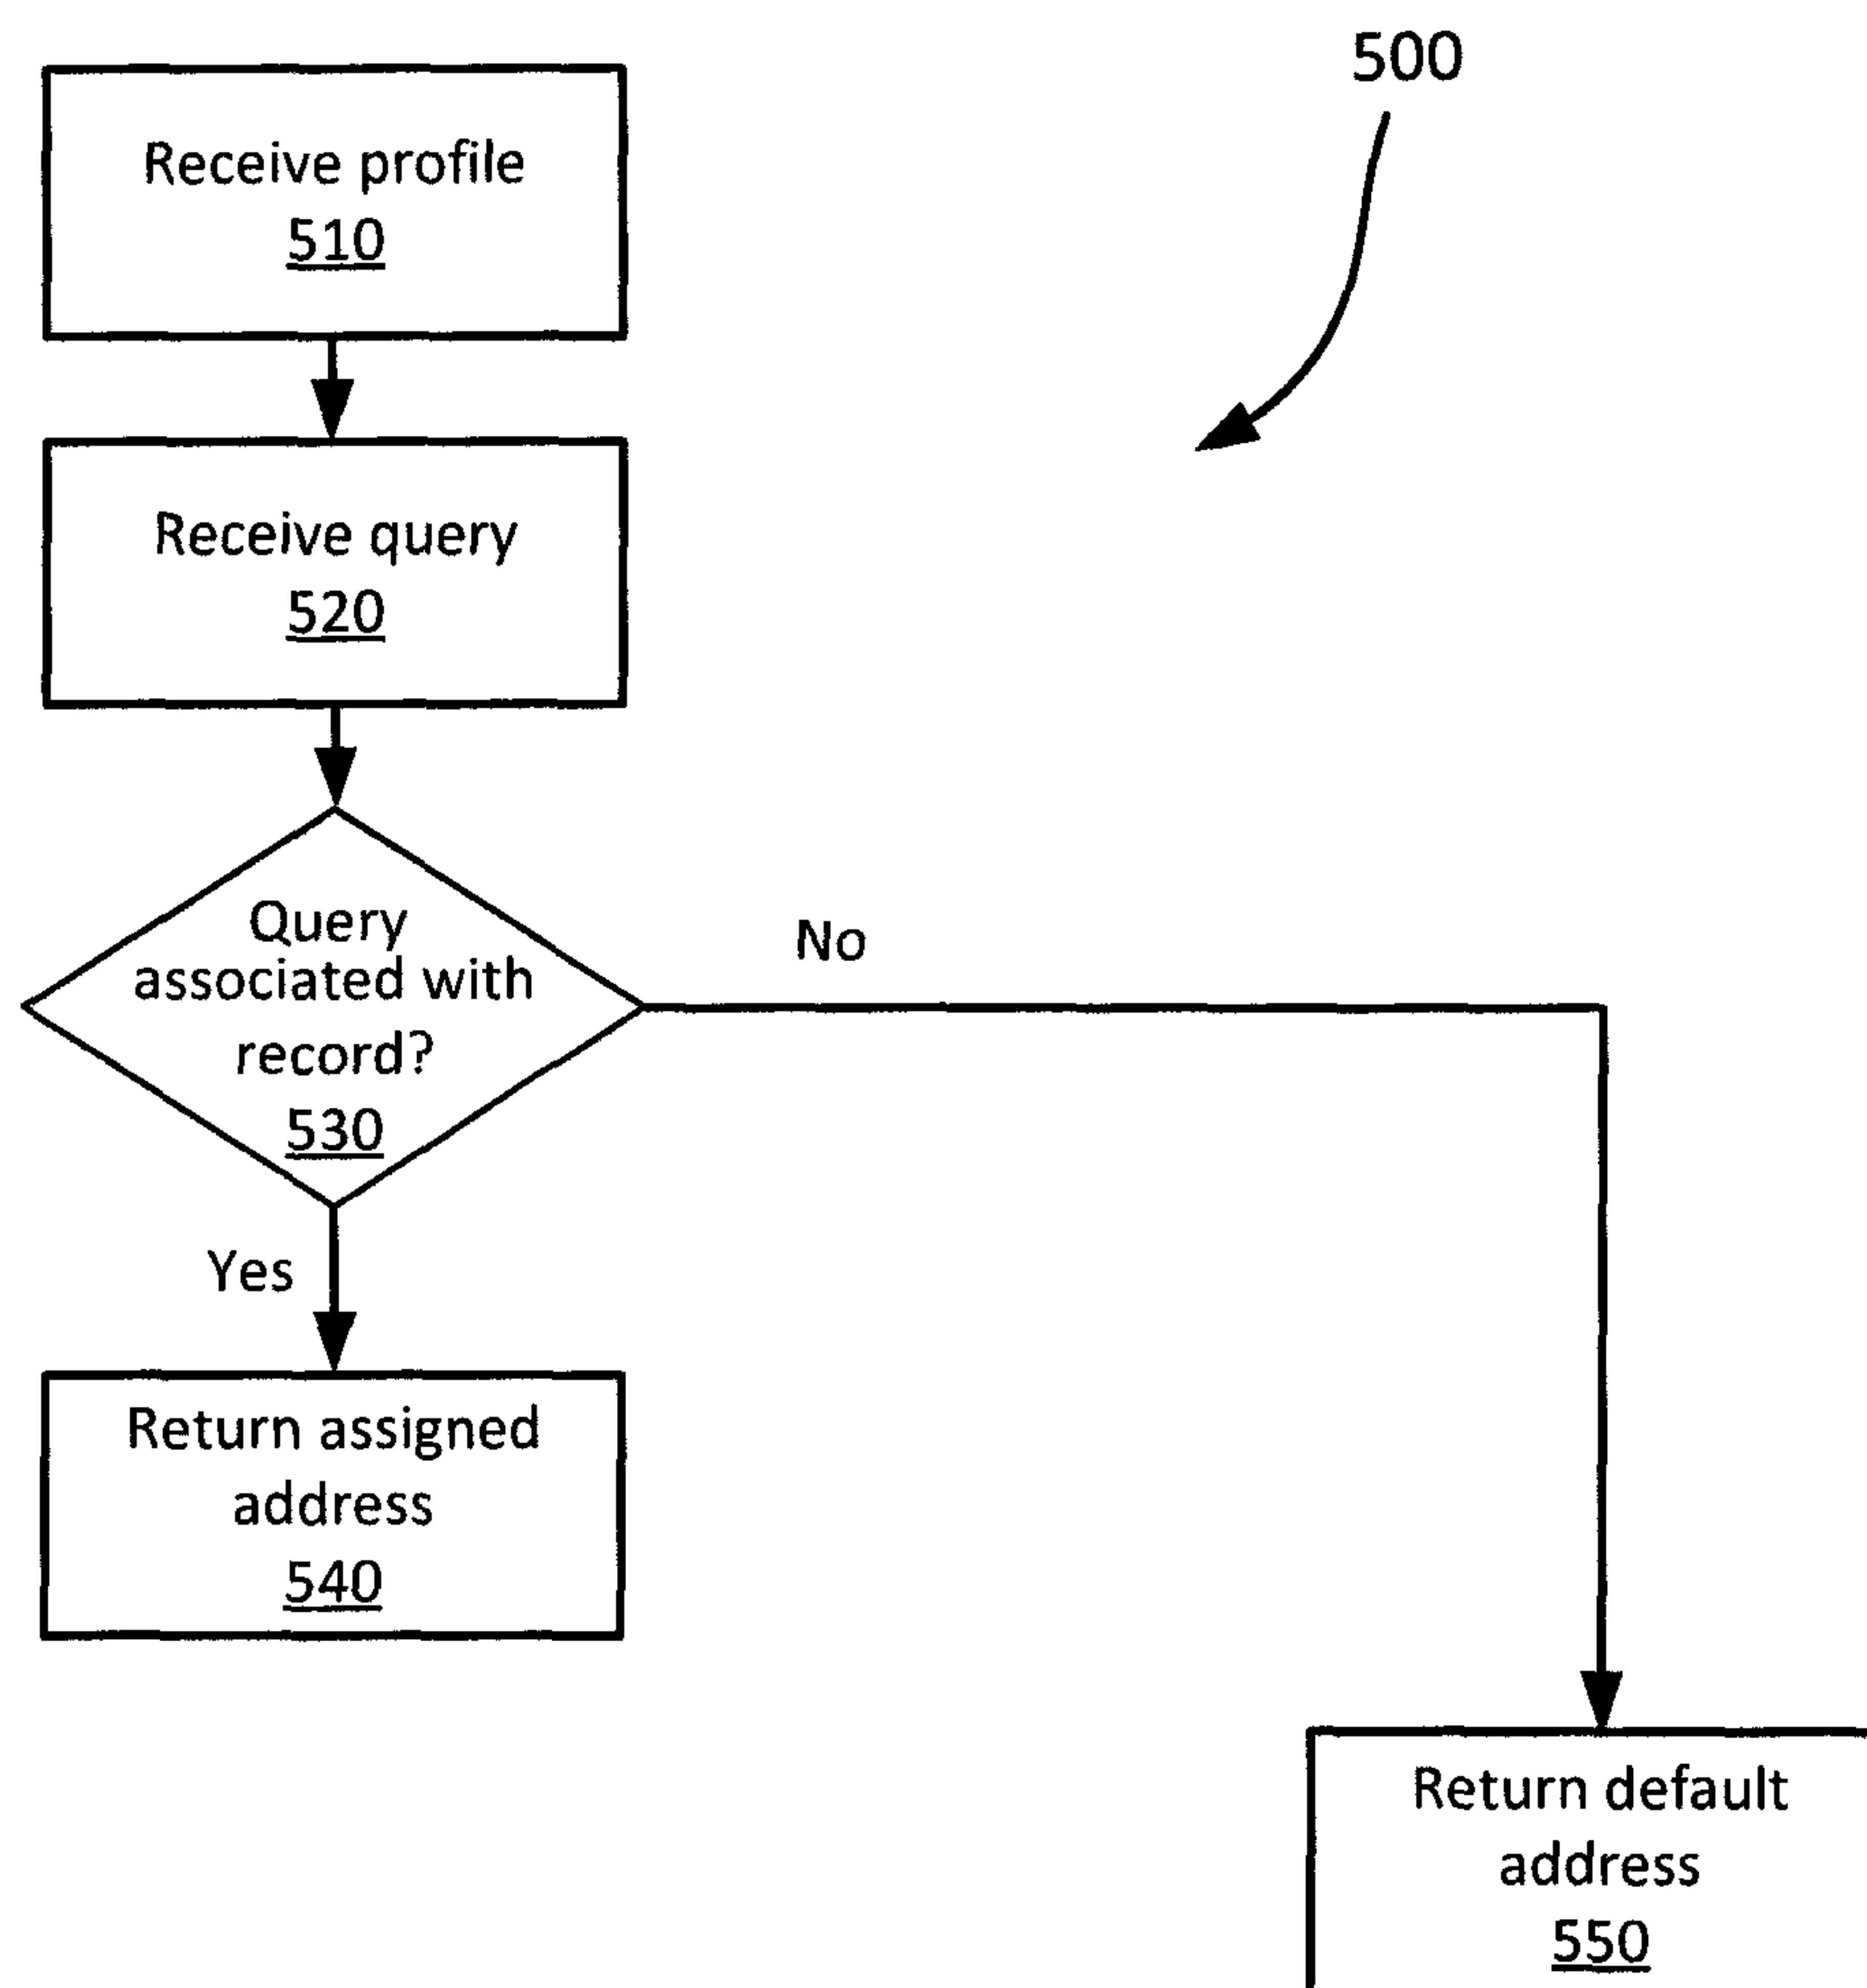 500
Receive profile
510
Receive query
520
Query
associated with
record?
530
No
Yes
Return assigned
address
540
Return default
address
550